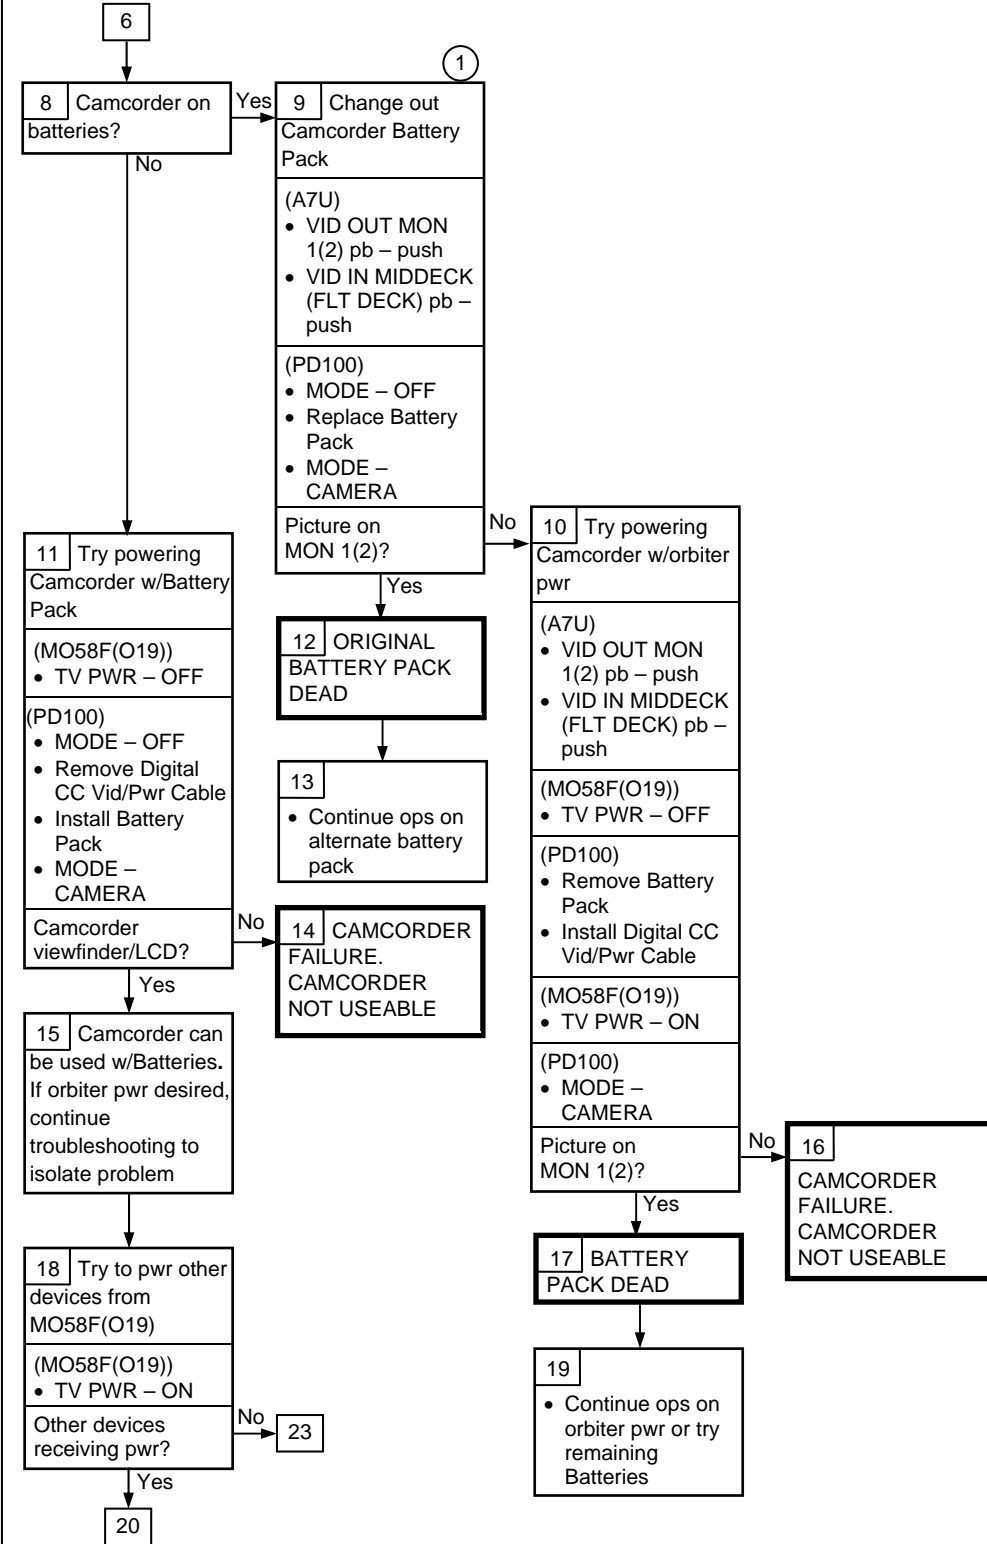 6
1
8 Camcorder on
batteries?
Yes
No
9 Change out
Camcorder Battery
Pack
(A7U)
• VID OUT MON
1(2) pb – push
• VID IN MIDDECK
(FLT DECK) pb –
push
(PD100)
• MODE – OFF
• Replace Battery
Pack
• MODE –
CAMERA
Picture on
MON 1(2)?
No
Yes
10 Try powering
Camcorder w/orbiter
pwr
(A7U)
• VID OUT MON
1(2) pb – push
• VID IN MIDDECK
(FLT DECK) pb –
push
(MO58F(O19))
• TV PWR – OFF
(PD100)
• Remove Battery
Pack
• Install Digital CC
Vid/Pwr Cable
(MO58F(O19))
• TV PWR – ON
(PD100)
• MODE –
CAMERA
Picture on
MON 1(2)?
No
Yes
11 Try powering
Camcorder w/Battery
Pack
(MO58F(O19))
• TV PWR – OFF
(PD100)
• MODE – OFF
• Remove Digital
CC Vid/Pwr Cable
• Install Battery
Pack
• MODE –
CAMERA
Camcorder
viewfinder/LCD?
No
Yes
12 ORIGINAL
BATTERY PACK
DEAD
13
• Continue ops on
alternate battery
pack
14 CAMCORDER
FAILURE.
CAMCORDER
NOT USEABLE
15 Camcorder can
be used w/Batteries.
If orbiter pwr desired,
continue
troubleshooting to
isolate problem
16
CAMCORDER
FAILURE.
CAMCORDER
NOT USEABLE
17 BATTERY
PACK DEAD
18 Try to pwr other
devices from
MO58F(O19)
(MO58F(O19))
• TV PWR – ON
Other devices
receiving pwr?
No
23
Yes
20
19
• Continue ops on
orbiter pwr or try
remaining
Batteries